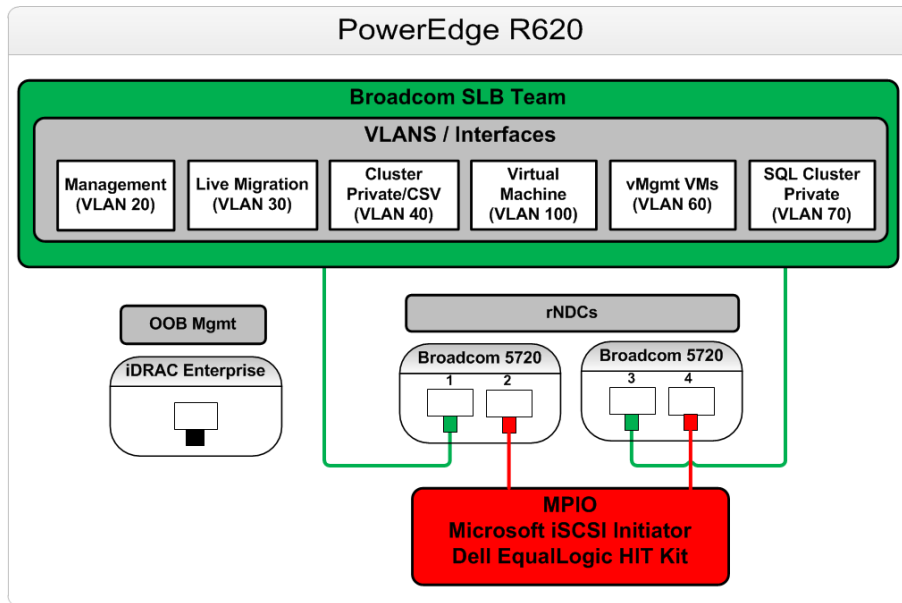 PowerEdge R620
Broadcom SLB Team
VLANS / Interfaces
Management
(VLAN 20)
Live Migration
(VLAN 30)
Cluster
Private/CSV
(VLAN 40)
Virtual
Machine
(VLAN 100)
vMgmt VMs
(VLAN 60)
SQL Cluster
Private
(VLAN 70)
OOB Mgmt
iDRAC Enterprise
rNDCs
Broadcom 5720
1
2
Broadcom 5720
3
4
MPIO
Microsoft iSCSI Initiator
Dell EqualLogic HIT Kit